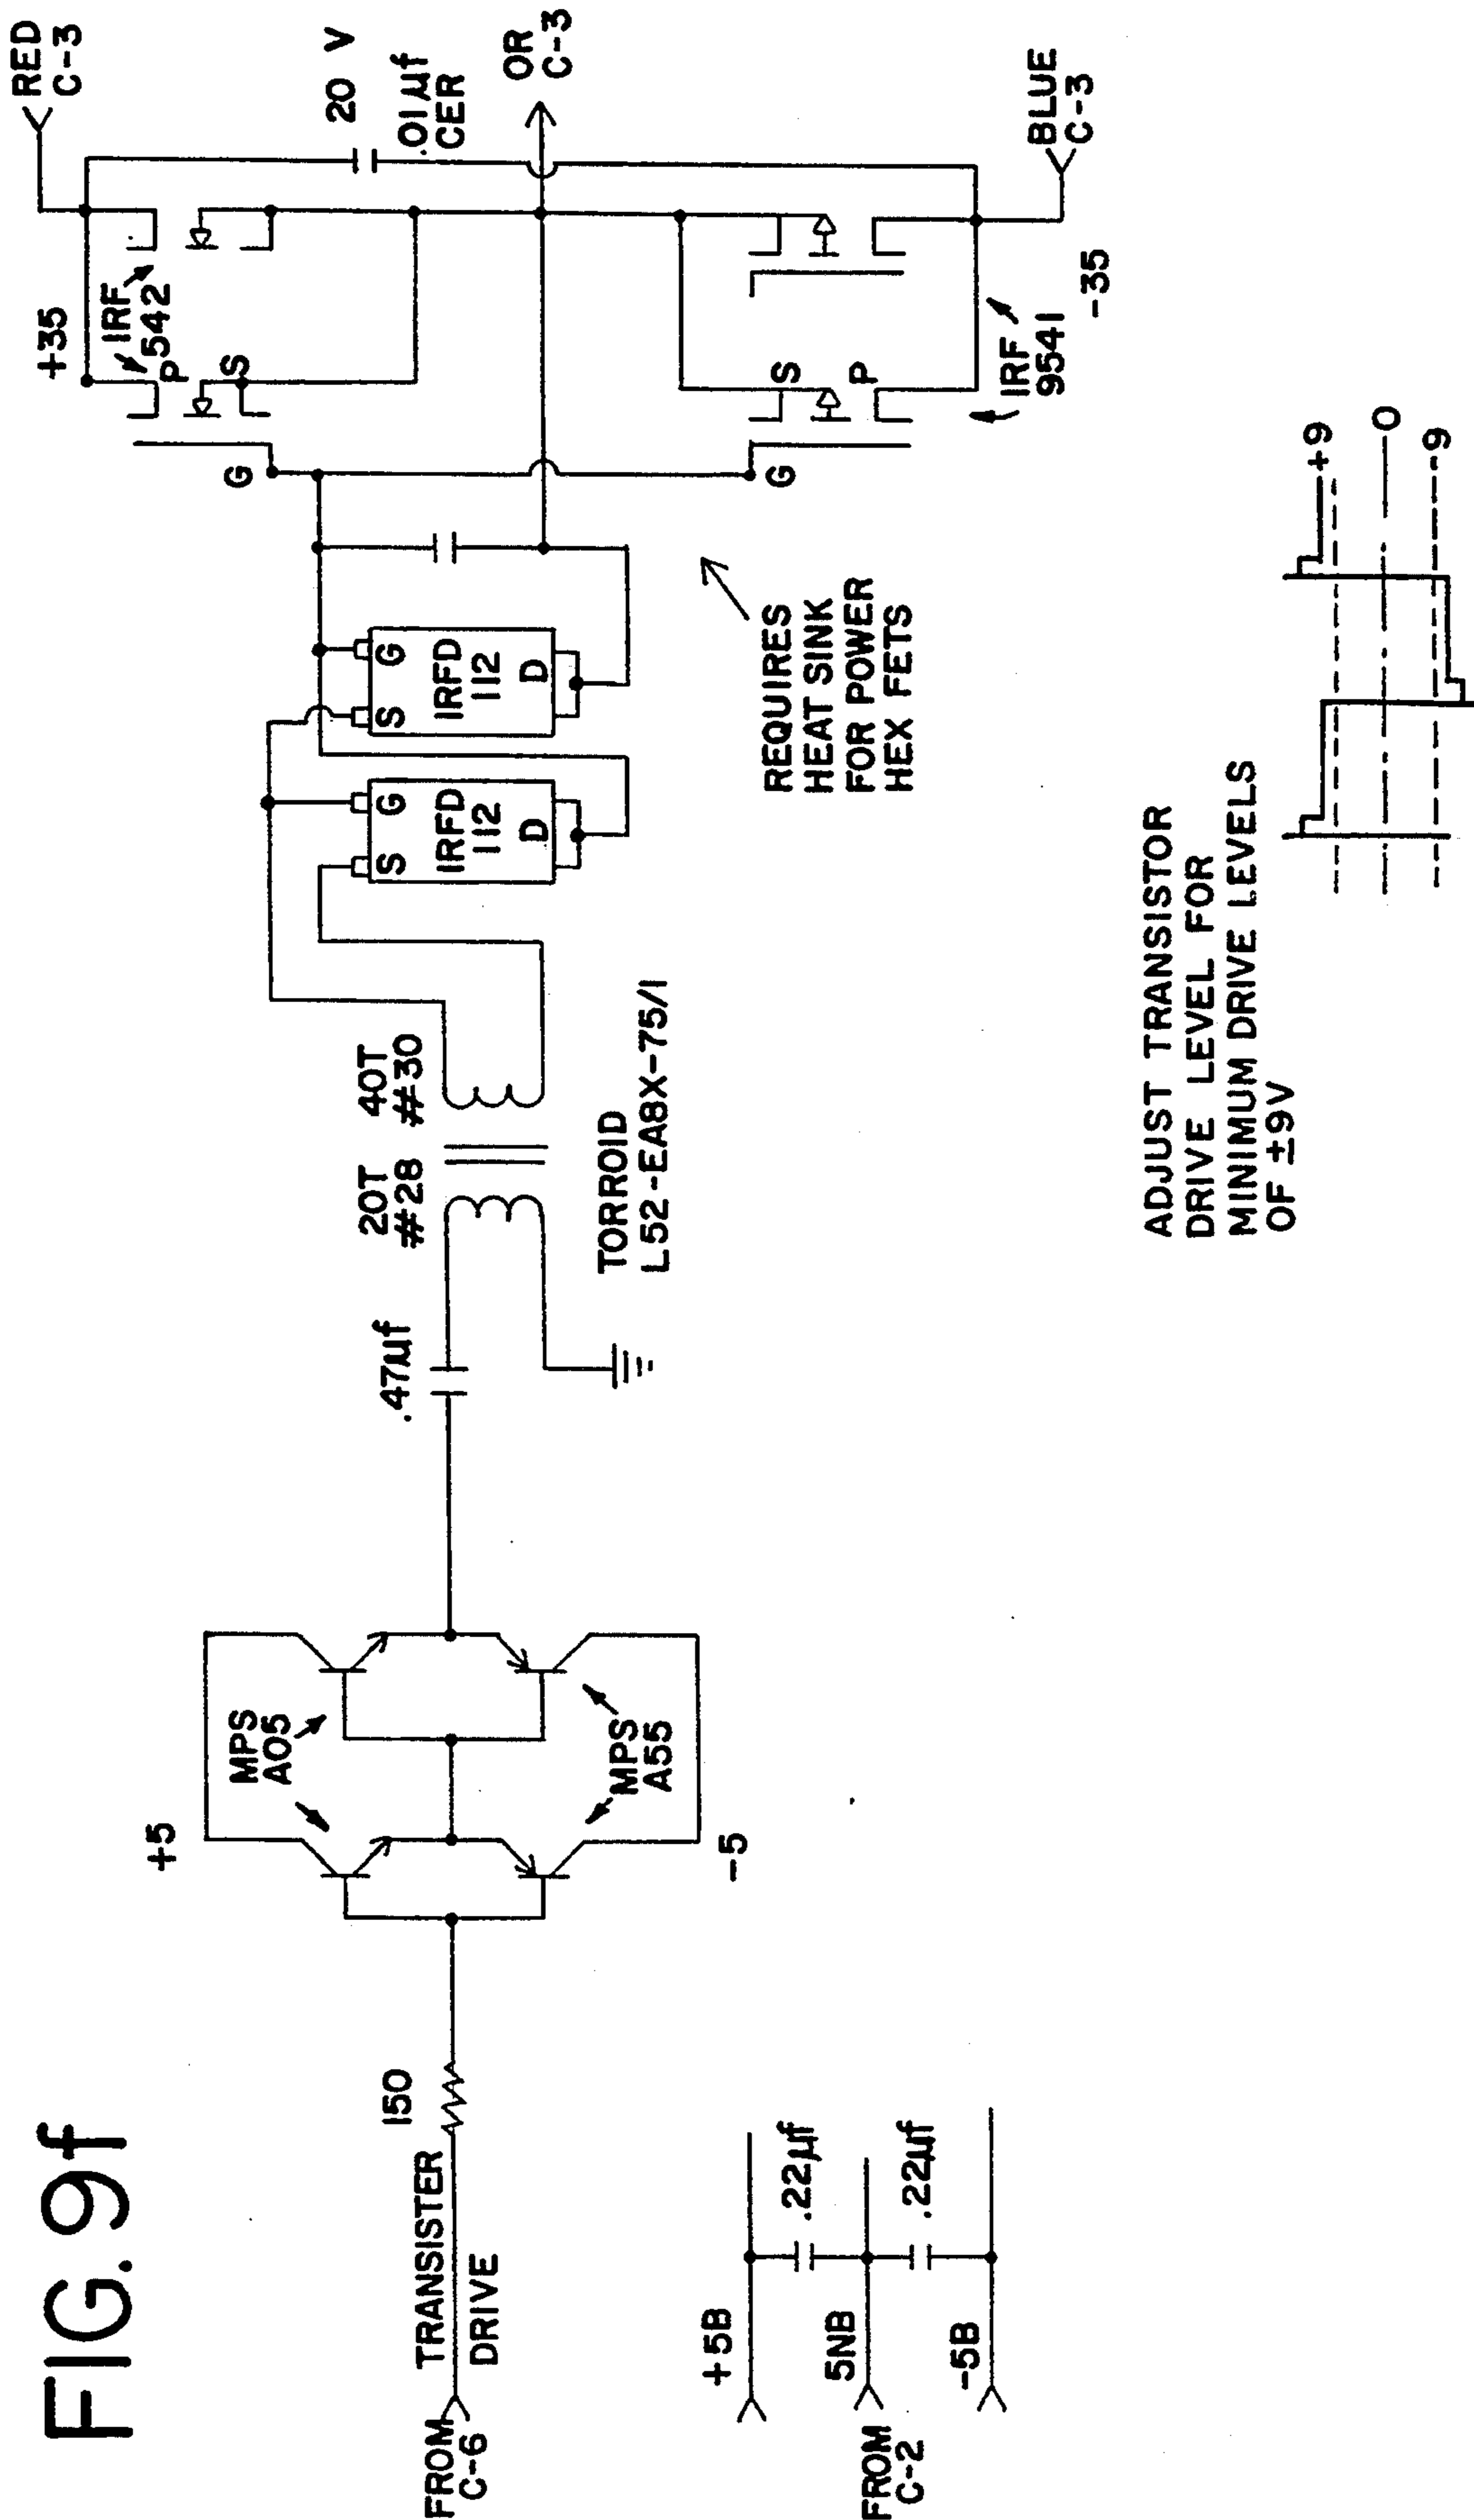 FIG. 9f
+5
MPS
A05
MPS
A55
-5
FROM
C-6
TRANSISTER
DRIVE
150
.47µf
20T
#28
40T
#30
TORROID
L52-EA8X-75/1
S G
IRFD
112
D
S G
IRFD
112
D
REQUIRES
HEAT SINK
FOR POWER
HEX FETS
G
+35
IRF
542
P
S
G
S
P
IRF
9541
-35
RED
C-3
20 V
.01µf
CER
OR
C-3
BLUE
C-3
+5B
.22µf
5NB
FROM
C-2
.22µf
-5B
ADJUST TRANSISTOR
DRIVE LEVEL FOR
MINIMUM DRIVE LEVELS
OF ±9V
+9
0
-9